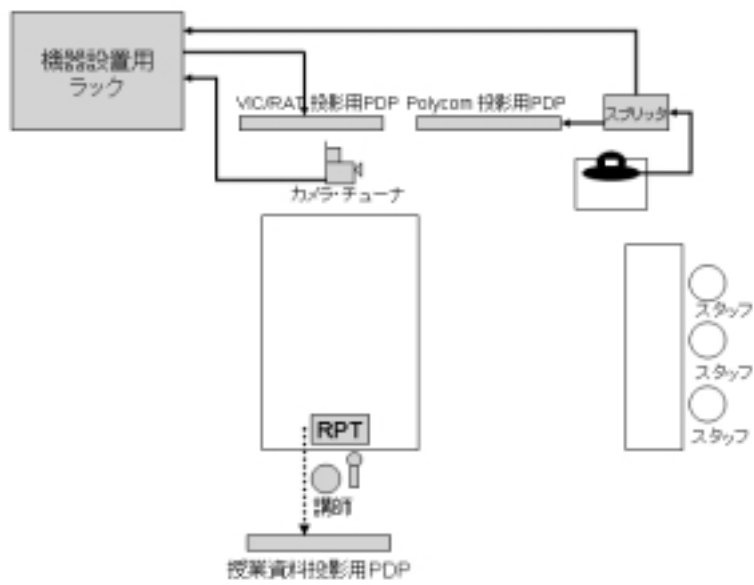 機器設置用
ラック
VIC/RAT 投影用PDP
Polycom 投影用PDP
スプリッタ
カメラ・チューナ
スタッフ
スタッフ
スタッフ
RPT
講師
授業資料投影用PDP